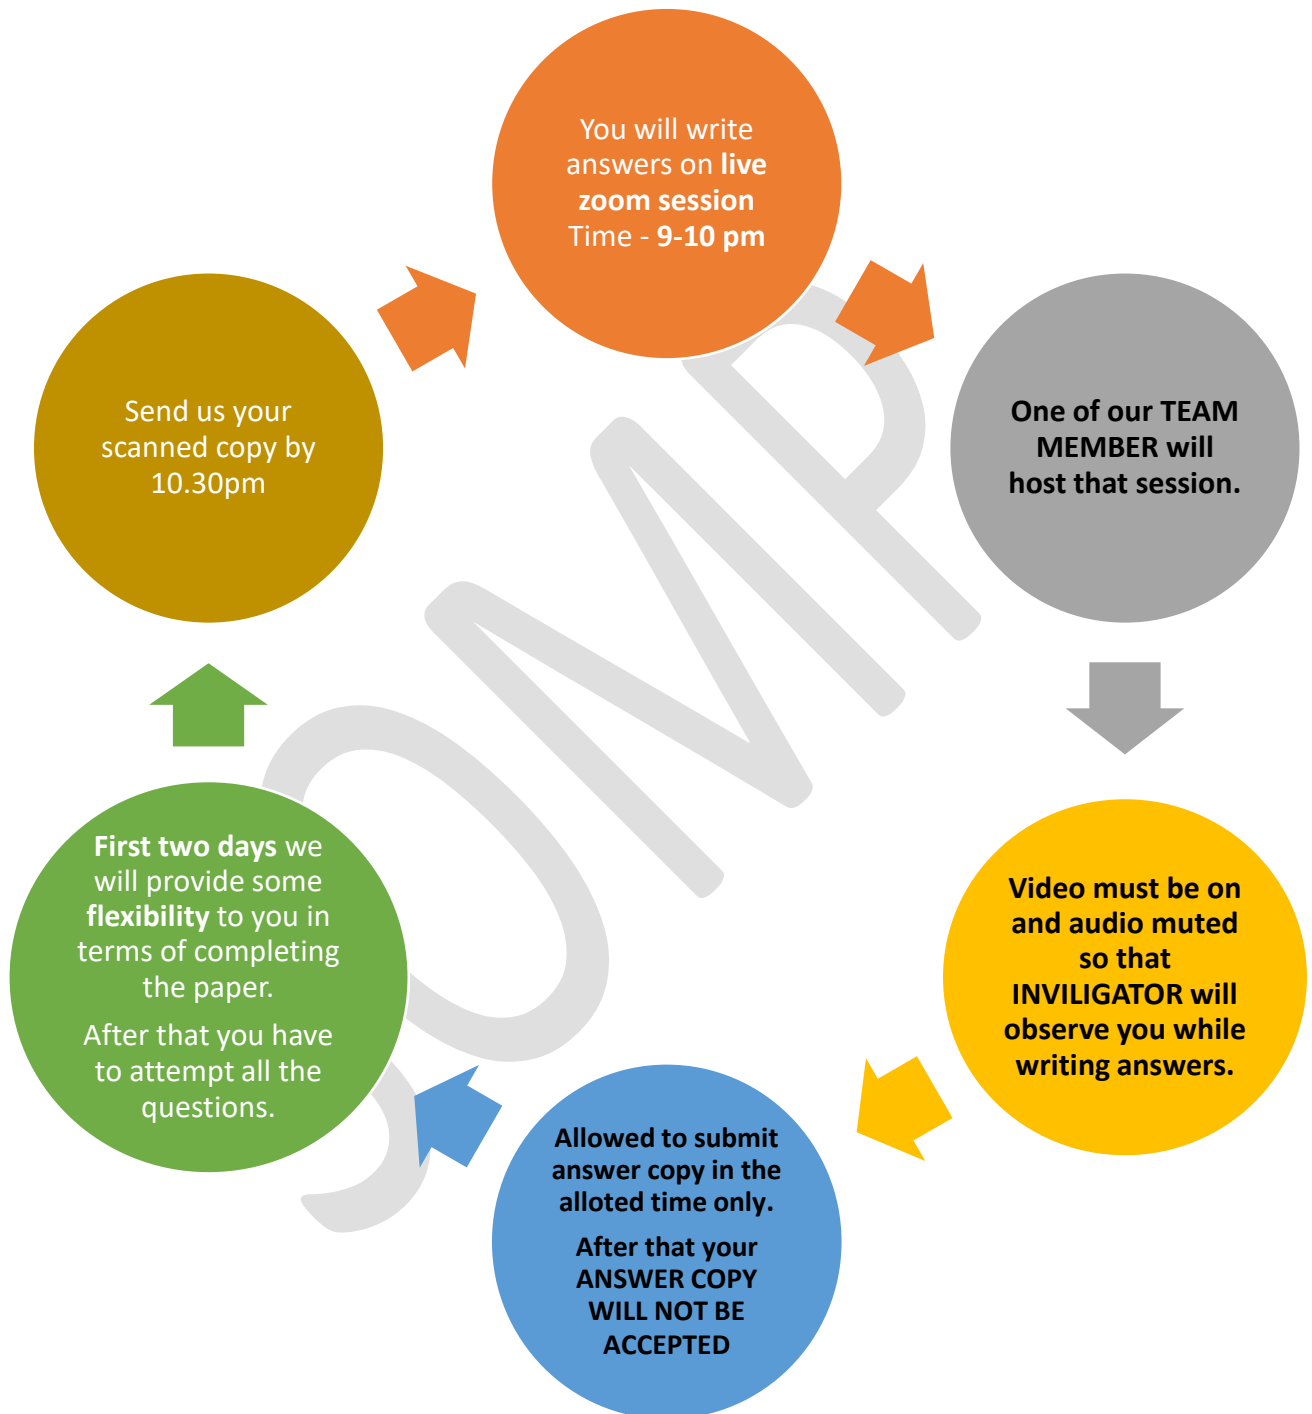 You will write
answers on live
zoom session
Time - 9-10 pm
One of our TEAM
MEMBER will
host that session.
Video must be on
and audio muted
so that
INVILIGATOR will
observe you while
writing answers.
Allowed to submit
answer copy in the
alloted time only.
After that your
ANSWER COPY
WILL NOT BE
ACCEPTED
First two days we
will provide some
flexibility to you in
terms of completing
the paper.
After that you have
to attempt all the
questions.
Send us your
scanned copy by
10.30pm
JOMP